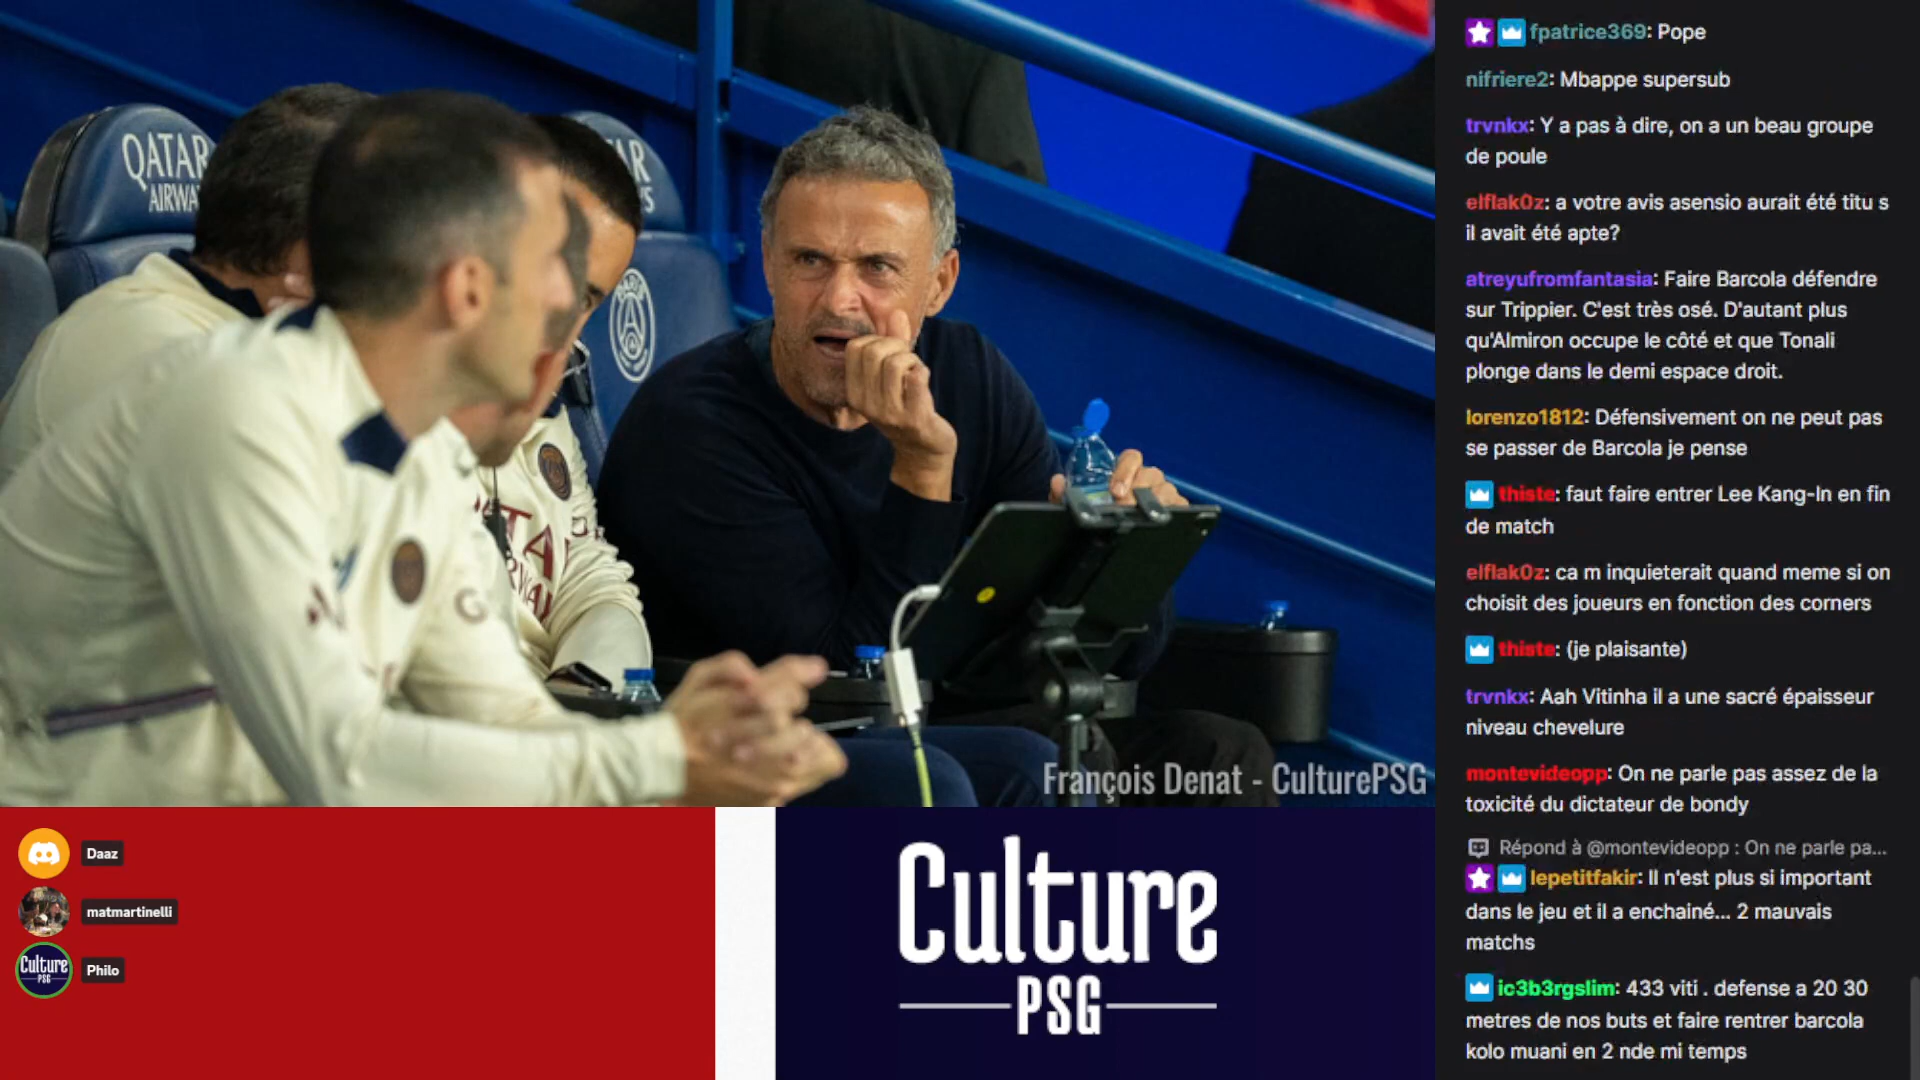 QATAR
AIRWAYS
AR
YS
PARIS
François Denat - CulturePSG
Daaz
matmartinelli
Culture
PSG
Philo
Culture
PSG
fpatrice369: Pope
nifriere2: Mbappe supersub
trvnkx: Y a pas à dire, on a un beau groupe
de poule
elflak0z: a votre avis asensio aurait été titu s
il avait été apte?
atreyufromfantasia: Faire Barcola défendre
sur Trippier. C'est très osé. D'autant plus
qu'Almiron occupe le côté et que Tonali
plonge dans le demi espace droit.
lorenzo1812: Défensivement on ne peut pas
se passer de Barcola je pense
thiste: faut faire entrer Lee Kang-In en fin
de match
elflak0z: ca m inquieterait quand meme si on
choisit des joueurs en fonction des corners
thiste: (je plaisante)
trvnkx: Aah Vitinha il a une sacré épaisseur
niveau chevelure
montevideopp: On ne parle pas assez de la
toxicité du dictateur de bondy
Répond à @montevideopp : On ne parle pa...
lepetitfakir: Il n'est plus si important
dans le jeu et il a enchainé... 2 mauvais
matchs
ic3b3rgslim: 433 viti . defense a 20 30
metres de nos buts et faire rentrer barcola
kolo muani en 2 nde mi temps